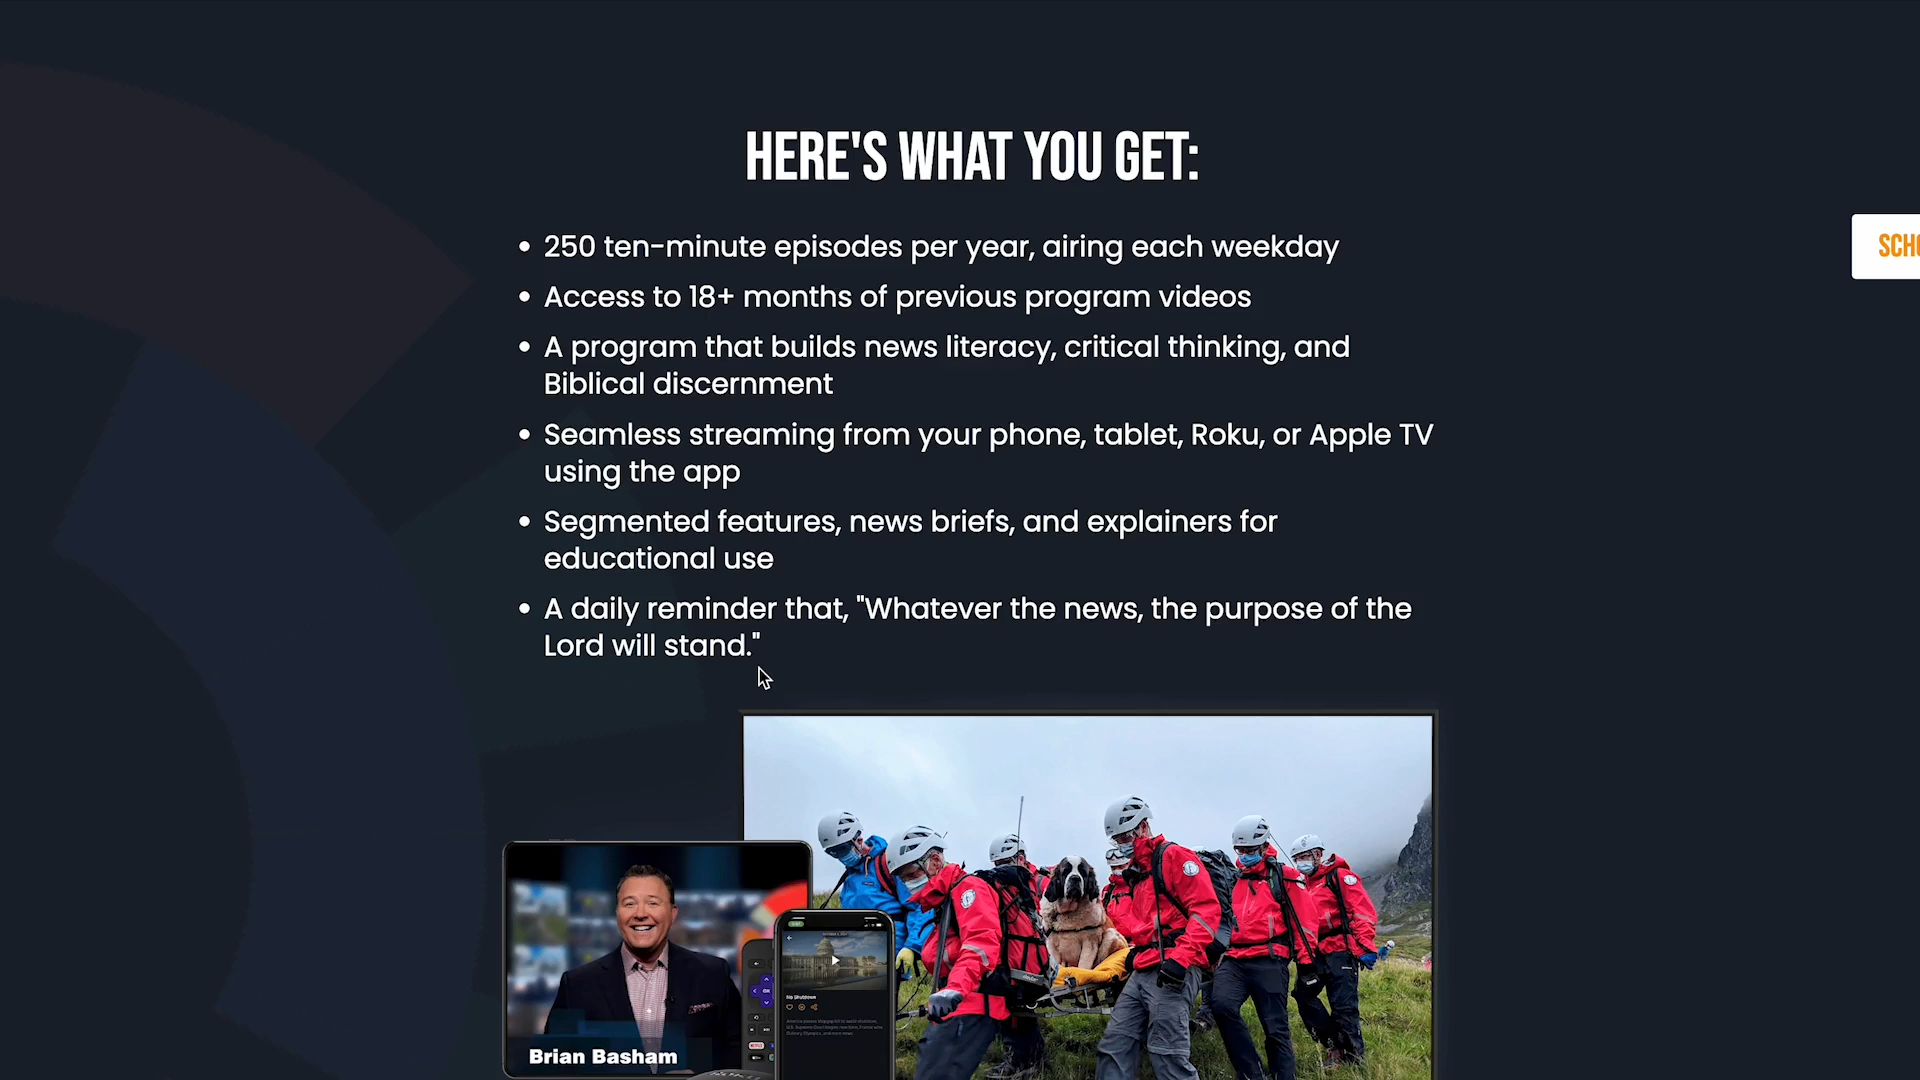 HERE'S WHAT YOU GET:
SCHO
250 ten-minute episodes per year, airing each weekday
Access to 18+ months of previous program videos
A program that builds news literacy, critical thinking, and
Biblical discernment
Seamless streaming from your phone, tablet, Roku, or Apple TV
using the app
Segmented features, news briefs, and explainers for
educational use
A daily reminder that, "Whatever the news, the purpose of the
Lord will stand."
No Shutdown
Brian Basham